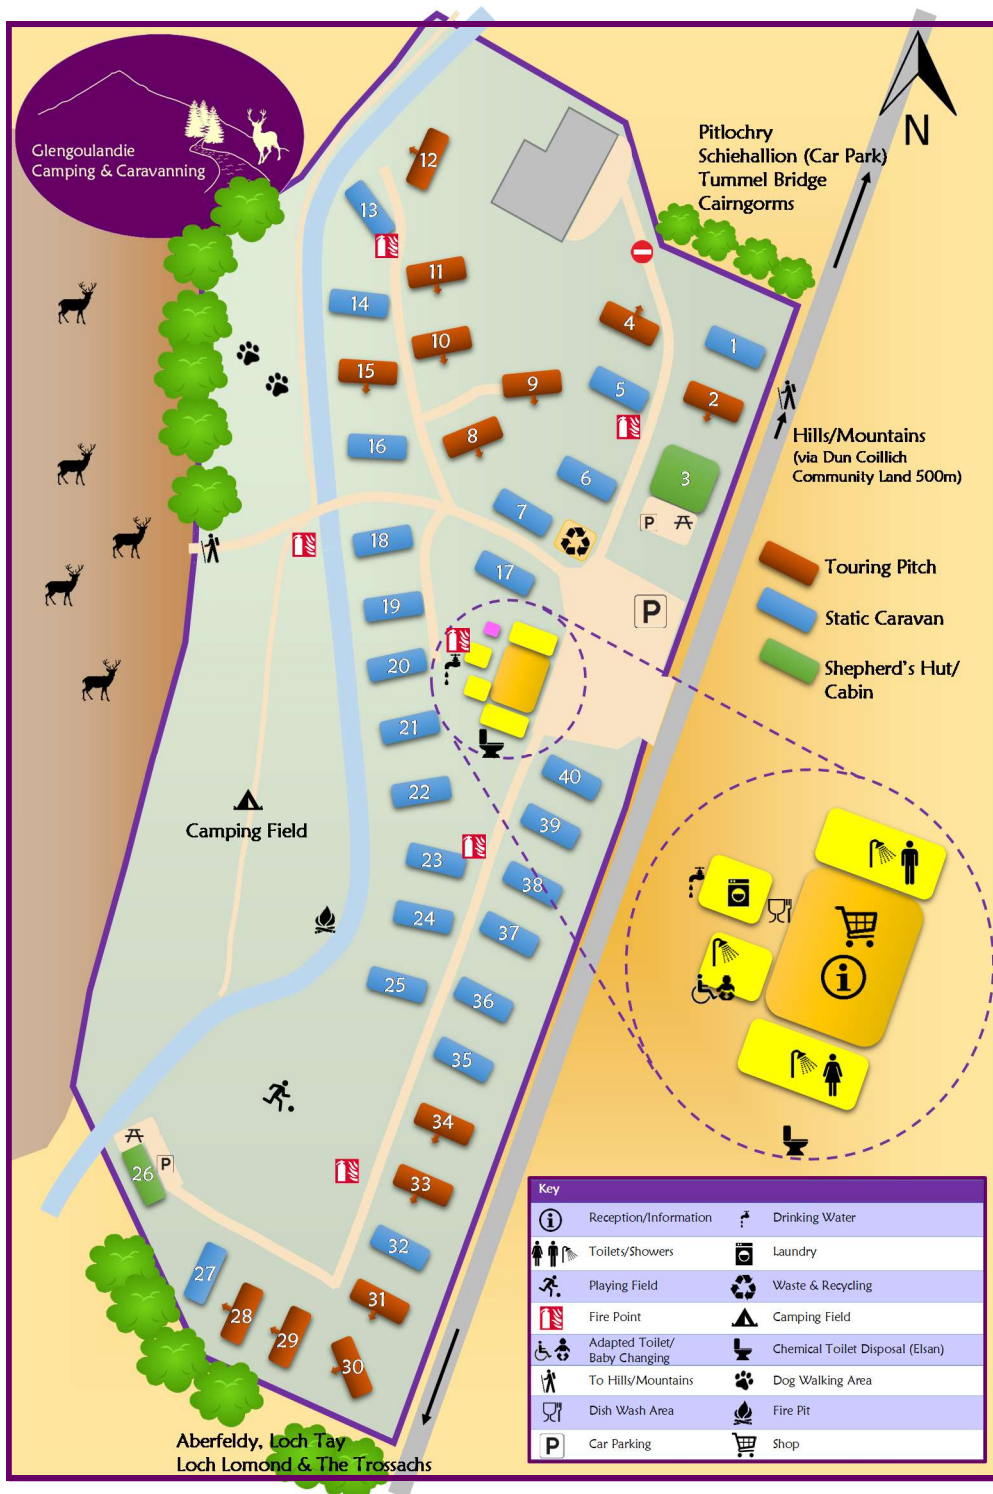 Glengoulandie
Camping & Caravanning
N
Pitlochry
Schiehallion (Car Park)
Tummel Bridge
Cairngorms
12
13
11
14
10
4
1
15
9
5
2
8
16
6
3
7
P
18
17
19
P
20
21
22
40
39
23
38
24
37
25
36
35
34
26
P
33
32
27
31
28
29
30
Hills/Mountains
(via Dun Coillich
Community Land 500m)
Touring Pitch
Static Caravan
Shepherd's Hut/
Cabin
Camping Field
i
Aberfeldy, Loch Tay
Loch Lomond & The Trossachs
Key
i Reception/Information
Drinking Water
Toilets/Showers
Laundry
Playing Field
Waste & Recycling
Fire Point
Camping Field
Adapted Toilet/
Baby Changing
Chemical Toilet Disposal (Elsan)
To Hills/Mountains
Dog Walking Area
Dish Wash Area
Fire Pit
P Car Parking
Shop